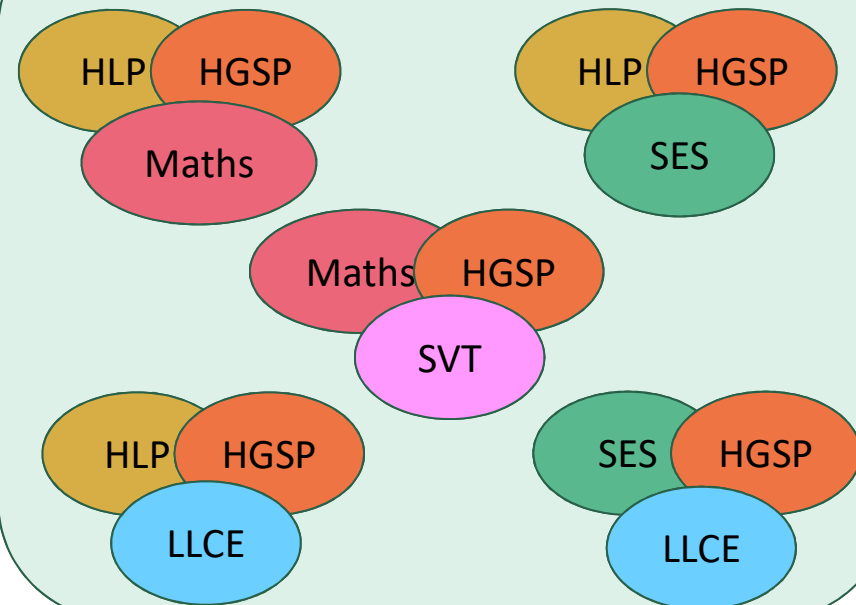 HLP HGSP
Maths
HLP HGSP
SES
Maths HGSP
SVT
HLP HGSP
LLCE
SES HGSP
LLCE